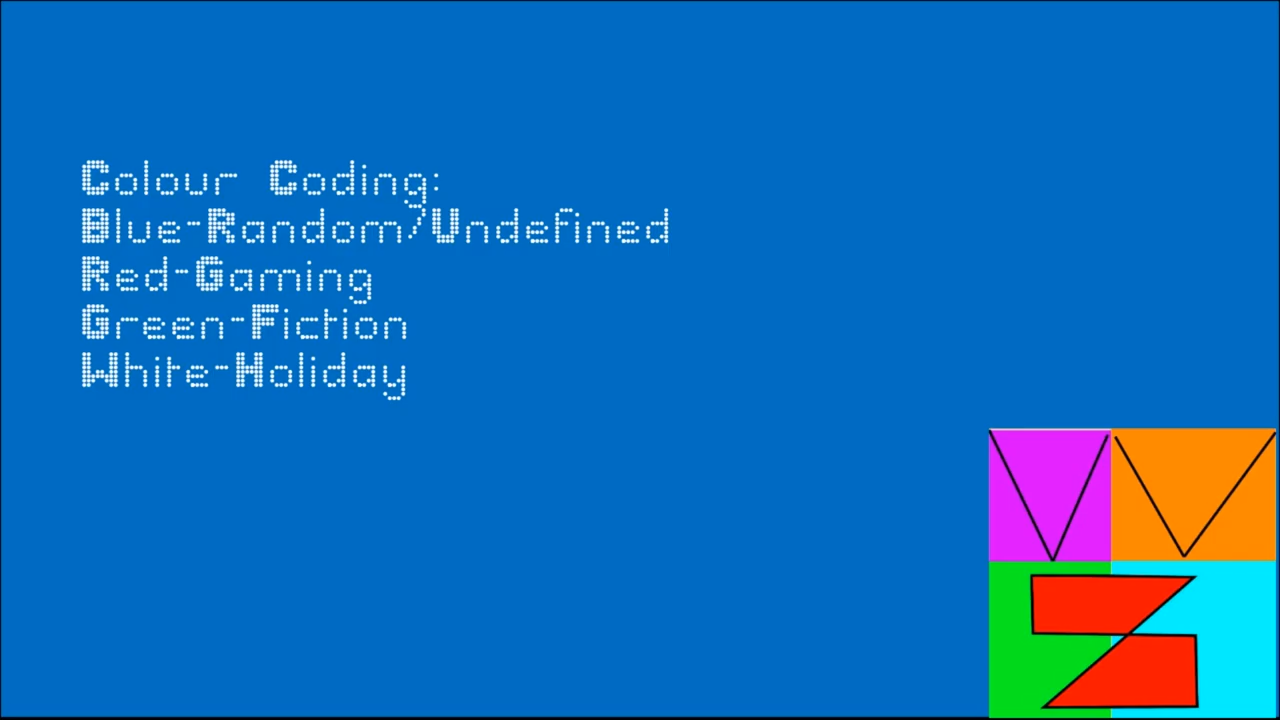 Colour Coding:
Blue-Random/Undefined
Red-Gaming
Green-Fiction
White-Holiday
V V
S